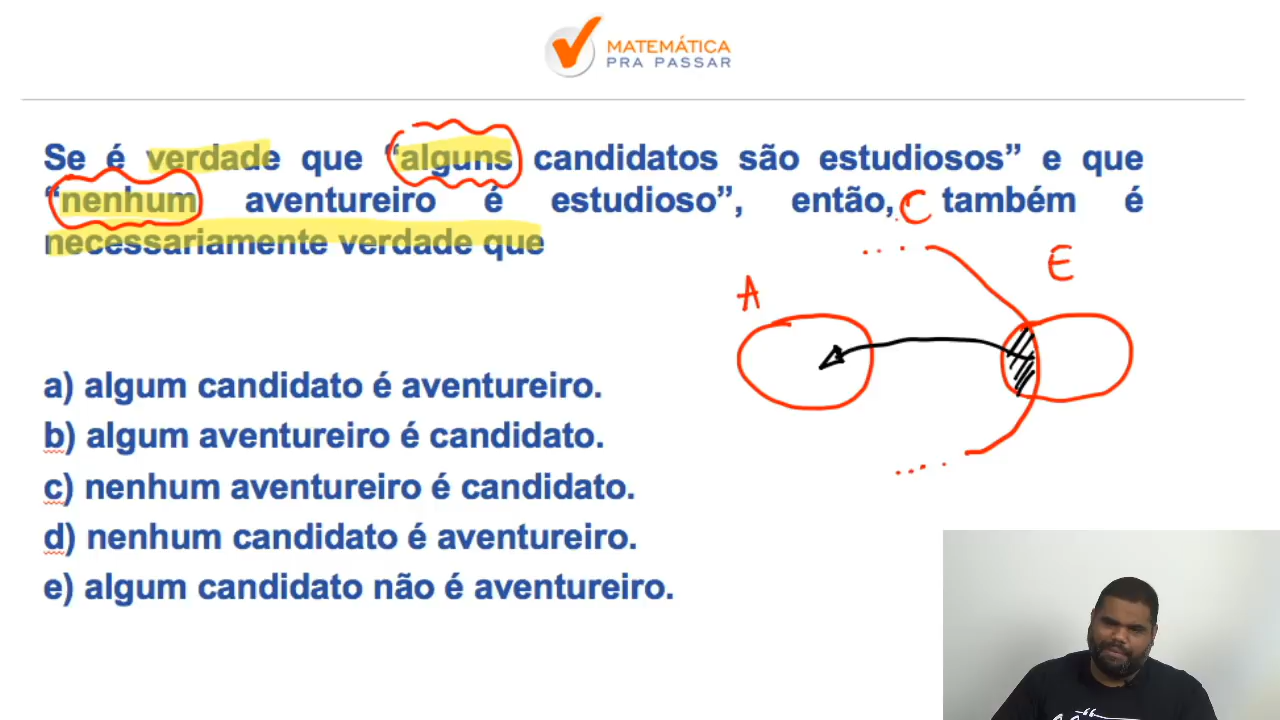 MATEMÁTICA
PRA PASSAR
Se é verdade que “alguns candidatos são estudiosos” e que
“nenhum aventureiro é estudioso”, então, também é
necessariamente verdade que
C
E
A
a) algum candidato é aventureiro.
b) algum aventureiro é candidato.
c) nenhum aventureiro é candidato.
d) nenhum candidato é aventureiro.
e) algum candidato não é aventureiro.